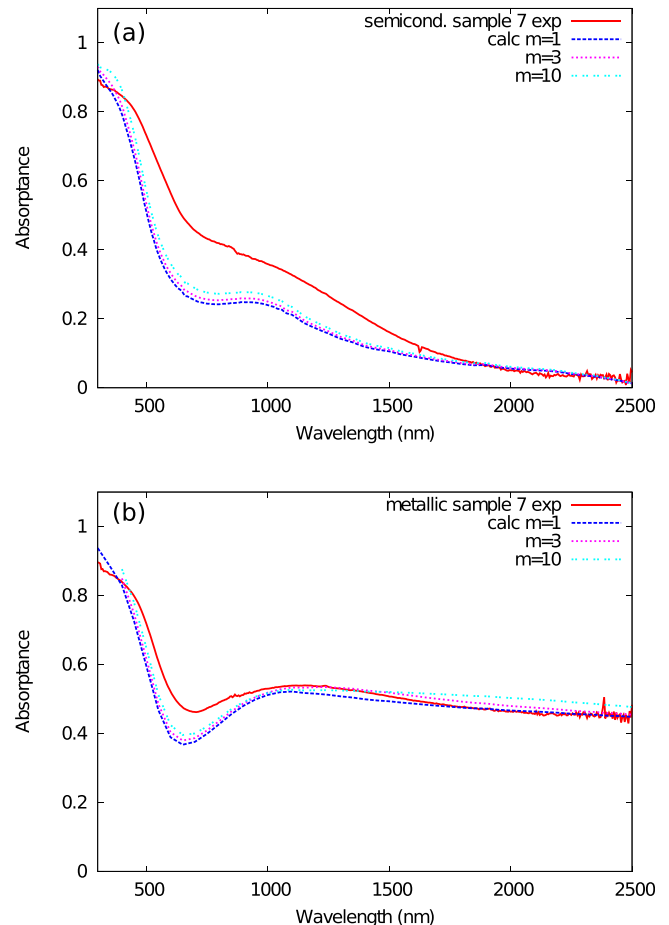 (a)
semicond. sample 7 exp
calc m=1
m=3
m=10
1
0.8
0.6
0.4
0.2
0
Absorptance
500 1000 1500 2000 2500
Wavelength (nm)
(b)
metallic sample 7 exp
calc m=1
m=3
m=10
1
0.8
0.6
0.4
0.2
0
Absorptance
500 1000 1500 2000 2500
Wavelength (nm)